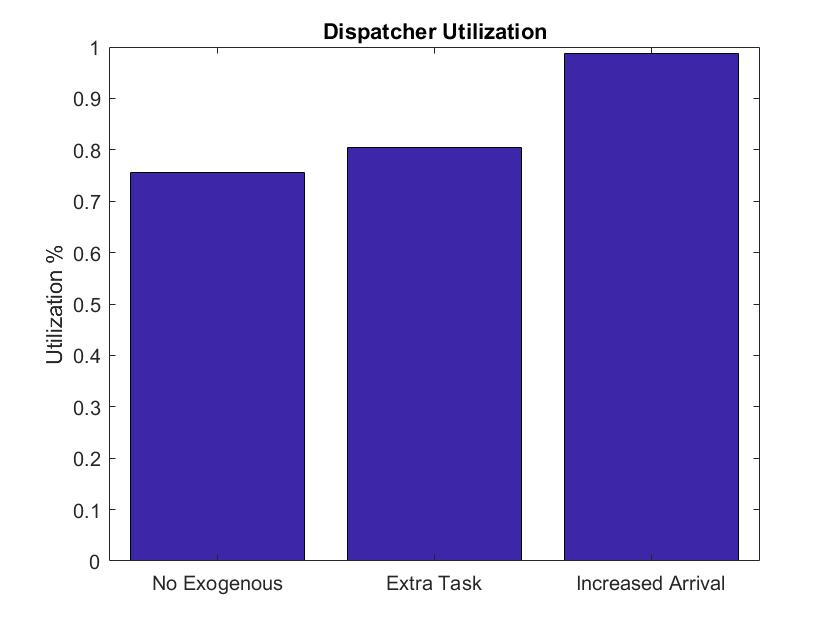 Dispatcher Utilization
Utilization %
1
0.9
0.8
0.7
0.6
0.5
0.4
0.3
0.2
0.1
0
No Exogenous
Extra Task
Increased Arrival